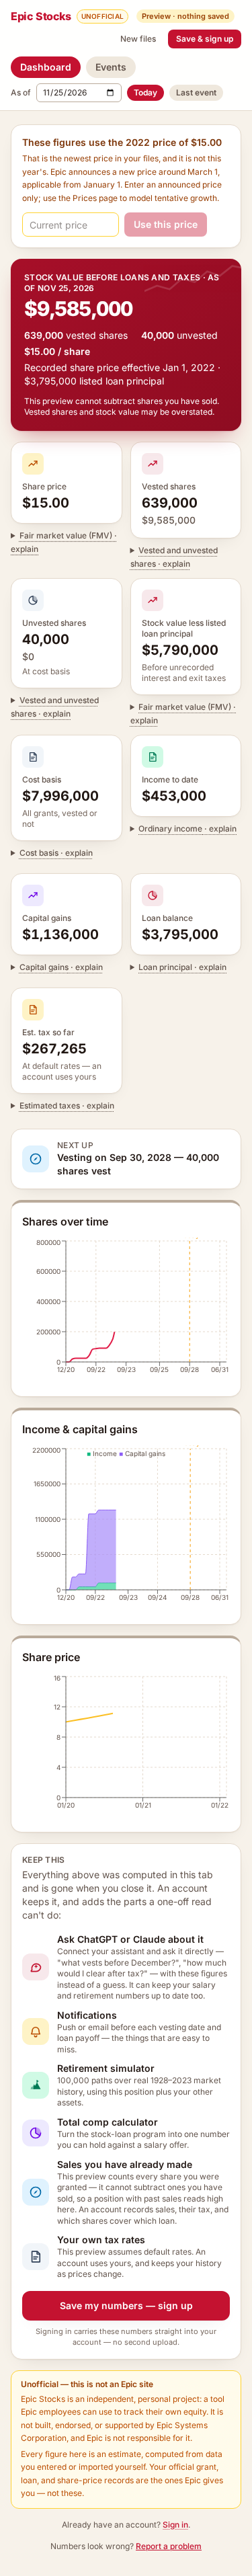 Epic Stocks UNOFFICIAL Preview · nothing saved
New files Save & sign up
Dashboard Events
As of 11/25/2026 Today Last event
These figures use the 2022 price of $15.00
That is the newest price in your files, and it is not
this year's. Epic announces a new price around March 1,
applicable from January 1. Enter an announced price
only; use the Prices page to model tentative growth.
Current price Use this price
STOCK VALUE BEFORE LOANS AND TAXES · AS
OF NOV 25, 2026
$9,585,000
639,000 vested shares 40,000 unvested
$15.00 / share
Recorded share price effective Jan 1, 2022 ·
$3,795,000 listed loan principal
This preview cannot subtract shares you have sold.
Vested shares and stock value may be overstated.
Share price
$15.00
Fair market value (FMV) ·
explain
Vested shares
639,000
$9,585,000
Vested and unvested
shares · explain
Unvested shares
40,000
$0
At cost basis
Vested and unvested
shares · explain
Stock value less listed
loan principal
$5,790,000
Before unrecorded
interest and exit taxes
Fair market value (FMV) ·
explain
Cost basis
$7,996,000
All grants, vested or
not
Cost basis · explain
Income to date
$453,000
Ordinary income · explain
Capital gains
$1,136,000
Capital gains · explain
Loan balance
$3,795,000
Loan principal · explain
Est. tax so far
$267,265
At default rates — an
account uses yours
Estimated taxes · explain
NEXT UP
Vesting on Sep 30, 2028 — 40,000
shares vest
Shares over time
800000
600000
400000
200000
0
12/20 09/22 09/23 09/25 09/28 06/31
Income & capital gains
2200000
Income Capital gains
1650000
1100000
550000
0
12/20 09/22 09/23 09/24 09/28 06/31
Share price
16
12
8
4
0
01/20 01/21 01/22
KEEP THIS
Everything above was computed in this tab
and is gone when you close it. An account
keeps it, and adds the parts a one-off read
can't do:
Ask ChatGPT or Claude about it
Connect your assistant and ask it directly —
"what vests before December?", "how much
would I clear after tax?" — with these figures
instead of a guess. It can keep your salary
and retirement numbers up to date too.
Notifications
Push or email before each vesting date and
loan payoff — the things that are easy to
miss.
Retirement simulator
100,000 paths over real 1928–2023 market
history, using this position plus your other
assets.
Total comp calculator
Turn the stock-loan program into one number
you can hold against a salary offer.
Sales you have already made
This preview counts every share you were
granted — it cannot subtract ones you have
sold, so a position with sales reads high
here. An account records sales, their tax, and
which shares cover which loan.
Your own tax rates
This preview assumes default rates. An
account uses yours, and keeps your history
as prices change.
Save my numbers — sign up
Signing in carries these numbers straight into your
account — no second upload.
Unofficial — this is not an Epic site
Epic Stocks is an independent, personal project: a tool
Epic employees can use to track their own equity. It is
not built, endorsed, or supported by Epic Systems
Corporation, and Epic is not responsible for it.
Every figure here is an estimate, computed from data
you entered or imported yourself. Your official grant,
loan, and share-price records are the ones Epic gives
you — not these.
Already have an account? Sign in.
Numbers look wrong? Report a problem